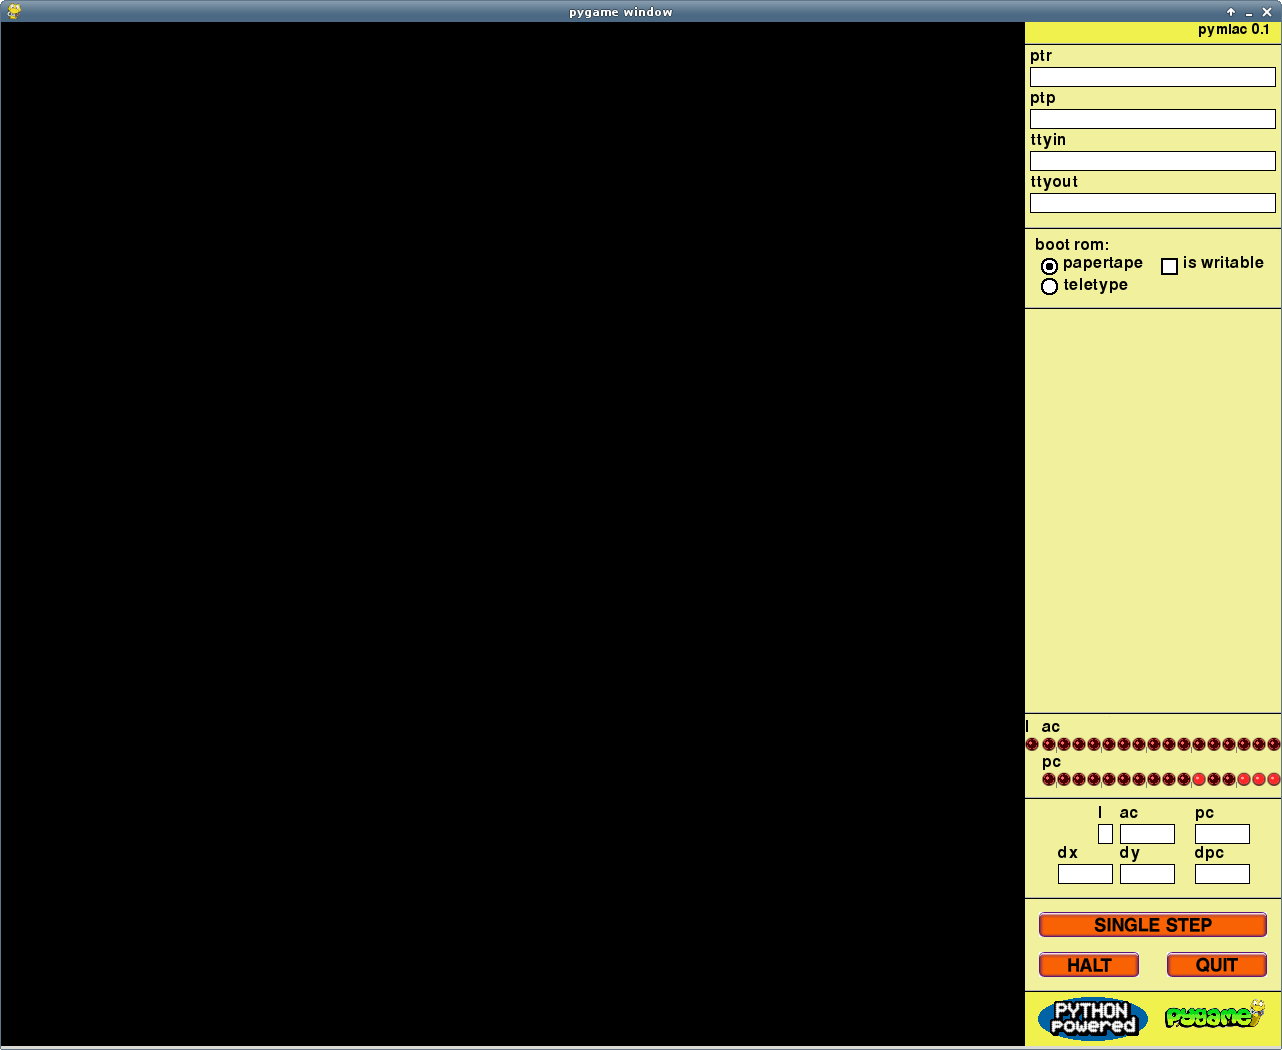 pygame window
pymlac 0.1
ptr
ptp
ttyin
ttyout
boot rom:
papertape is writable
teletype
l ac
pc
l ac pc
dx dy dpc
SINGLE STEP
HALT QUIT
PYTHON powered pygame